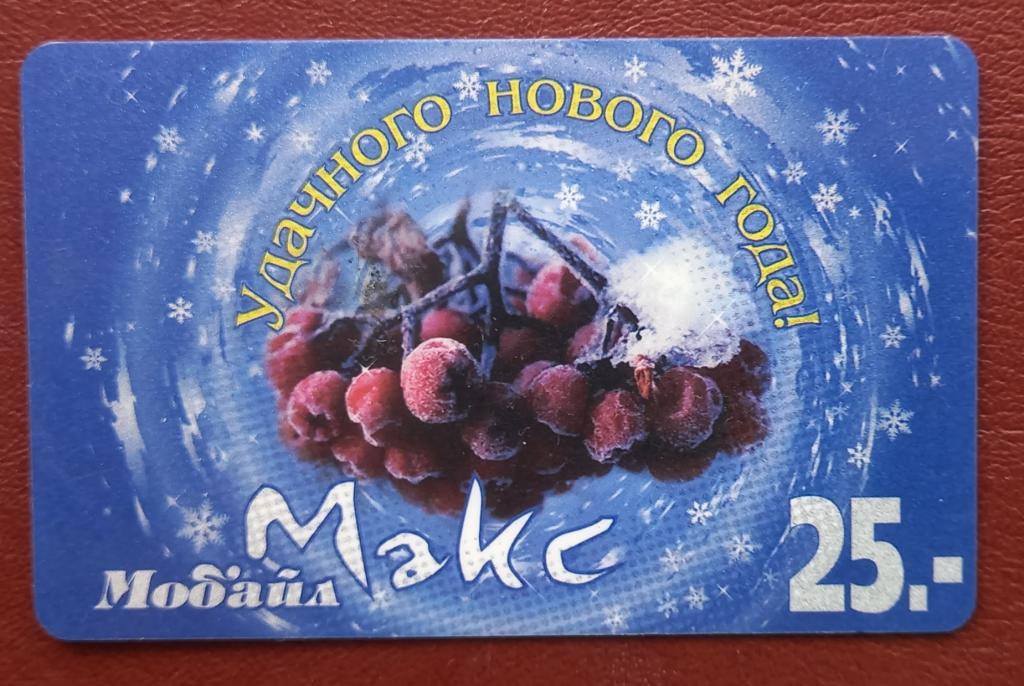 Удачного нового года!
Макс
Мобайл
25.-